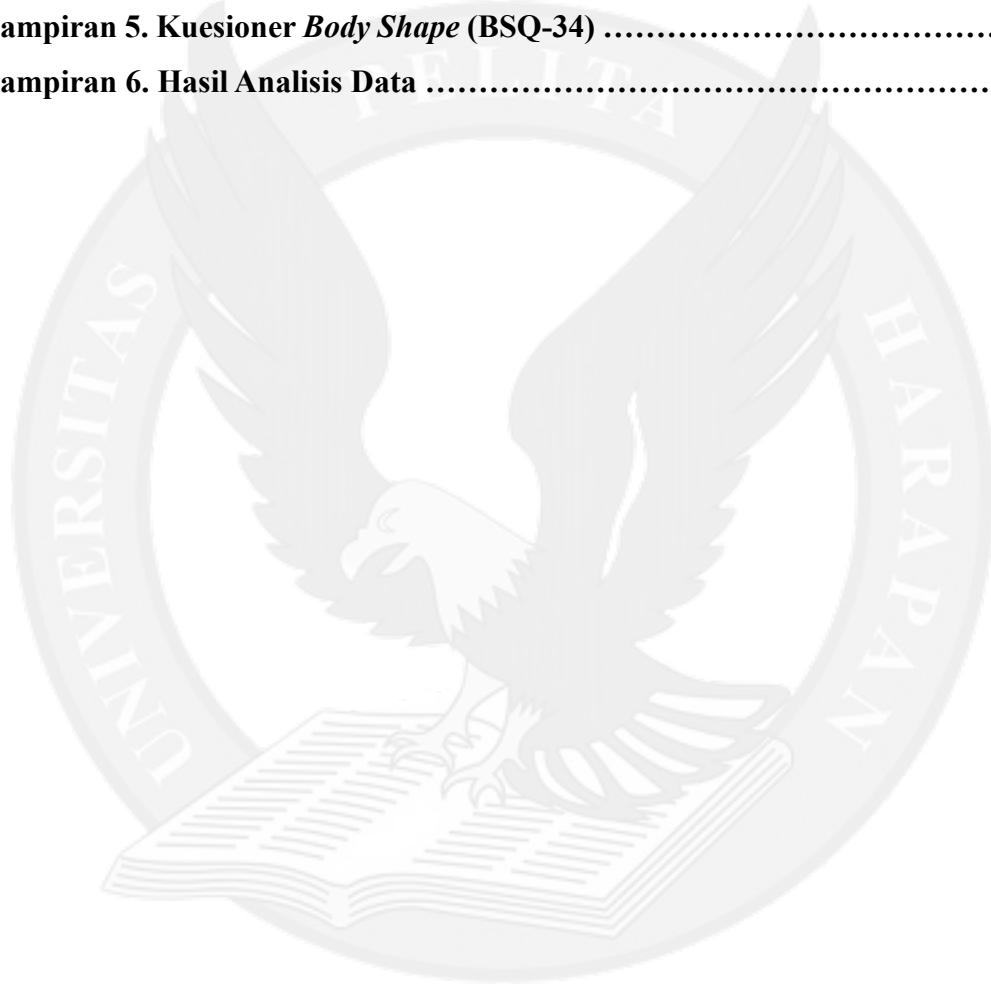 ampiran 5. Kuesioner Body Shape (BSQ-34) ……………………………………
ampiran 6. Hasil Analisis Data ………………………………………………
UNIVERSITAS PELITA HARAPAN